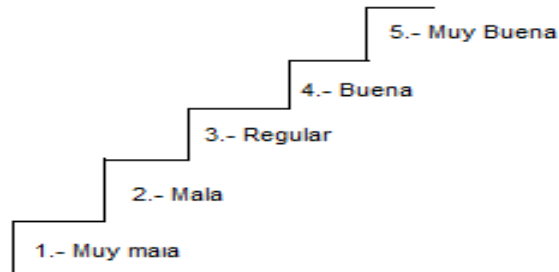 5.- Muy Buena
4.- Buena
3.- Regular
2.- Mala
1.- Muy mala